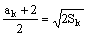 (a_k + 2)/2 = √(2S_k)